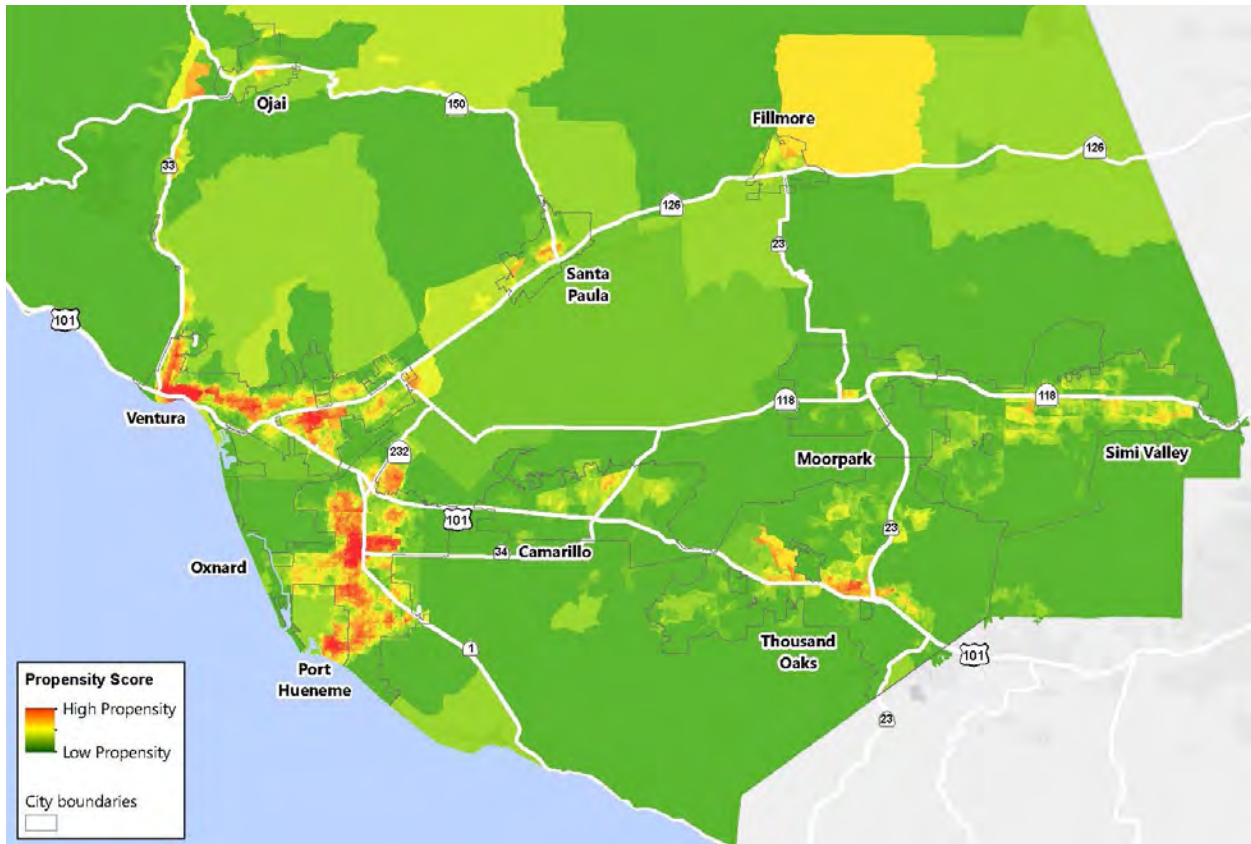 Ojai
150
Fillmore
126
33
126
23
Santa
Paula
101
Ventura
118
118
Moorpark
Simi Valley
232
101
23
34
Camarillo
Oxnard
Thousand
Oaks
1
101
Port
Hueneme
23
Propensity Score
High Propensity
Low Propensity
City boundaries